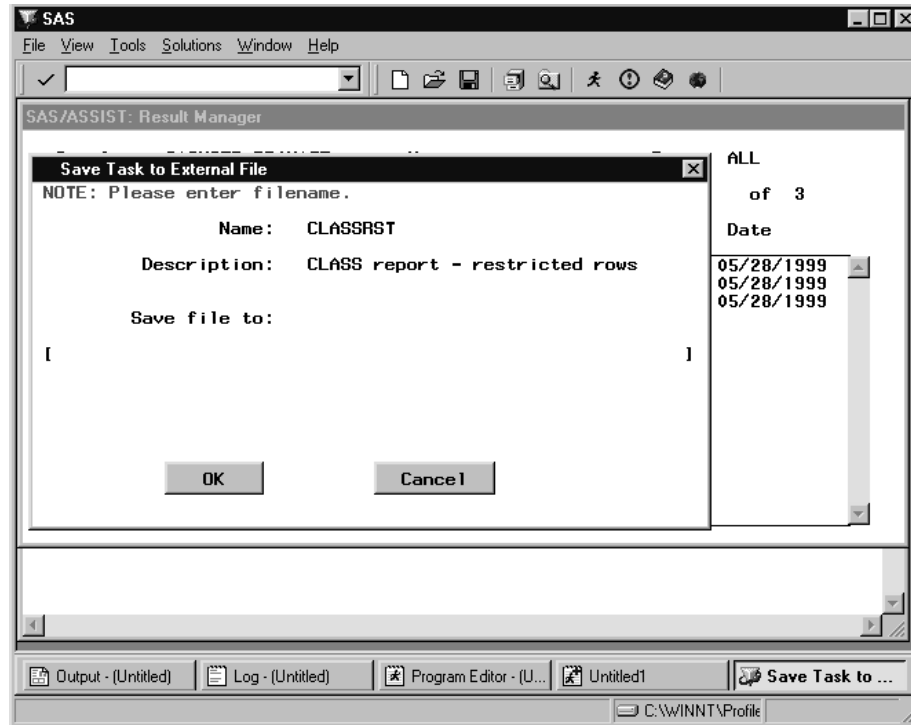 SAS
File View Tools Solutions Window Help
SAS/ASSIST: Result Manager
ALL
Save Task to External File
NOTE: Please enter filename.
of 3
Name: CLASSRST
Date
Description: CLASS report - restricted rows
05/28/1999
05/28/1999
05/28/1999
Save file to:
[ ]
OK Cancel
Output - (Untitled) Log - (Untitled) Program Editor - (U... Untitled1 Save Task to ...
C:\WINNT\Profile